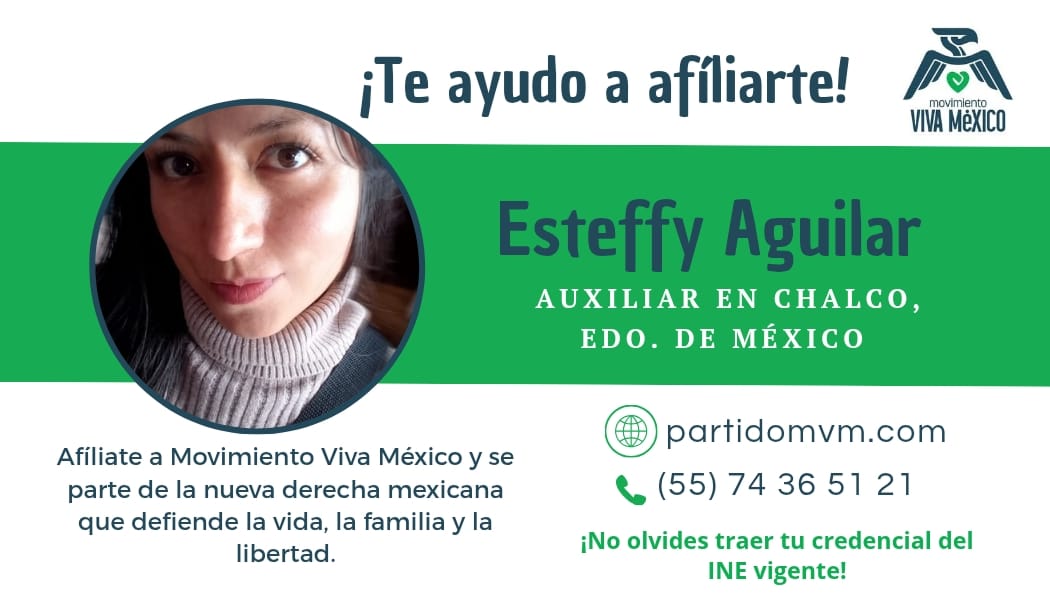 ¡Te ayudo a afíliarte!
movimiento
VIVA MéXICO
Esteffy Aguilar
AUXILIAR EN CHALCO,
EDO. DE MÉXICO
Afíliate a Movimiento Viva México y se
parte de la nueva derecha mexicana
que defiende la vida, la familia y la
libertad.
partidomvm.com
(55) 74 36 51 21
¡No olvides traer tu credencial del
INE vigente!